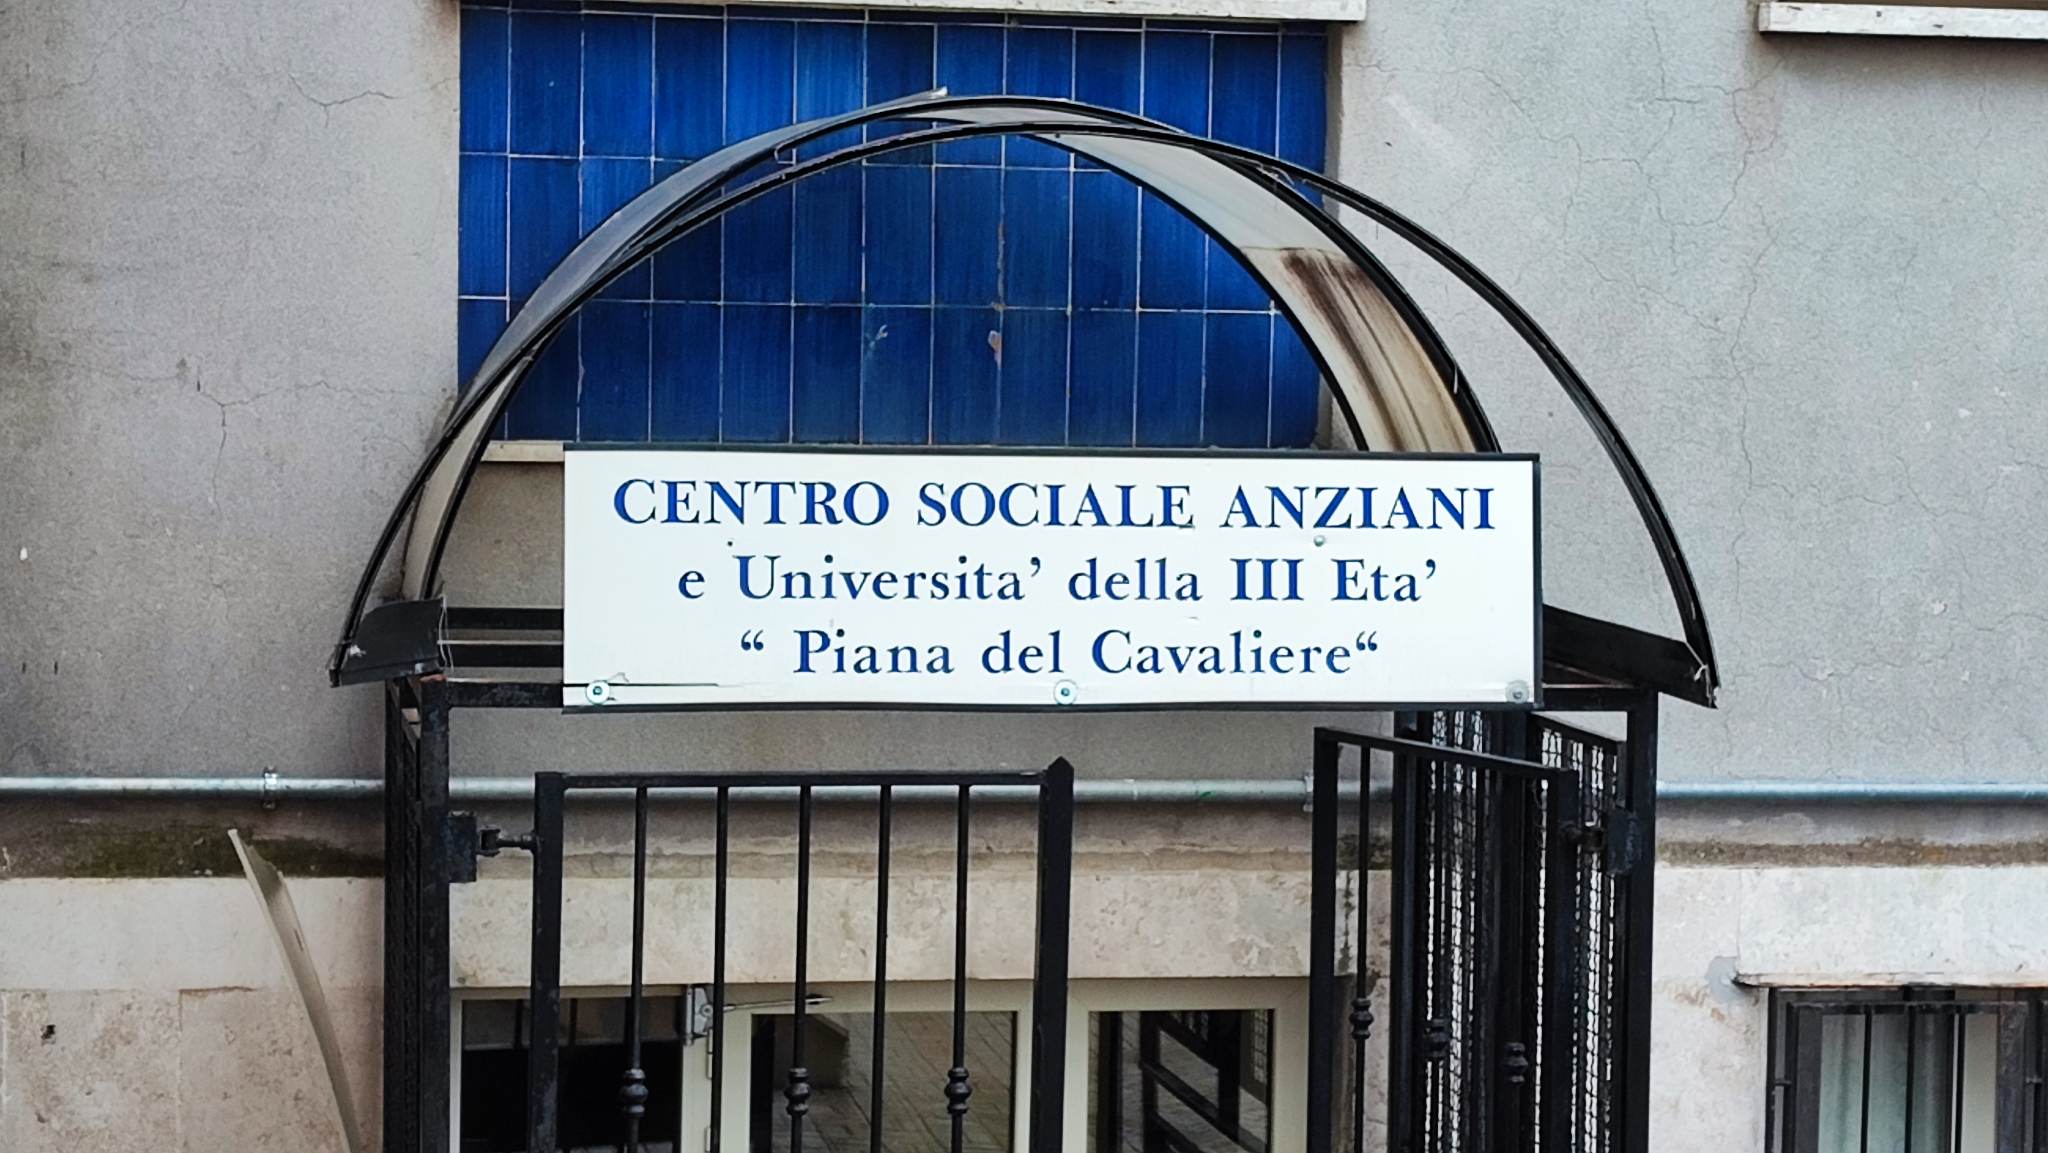 CENTRO SOCIALE ANZIANI
e Universita’ della III Eta’
“ Piana del Cavaliere“